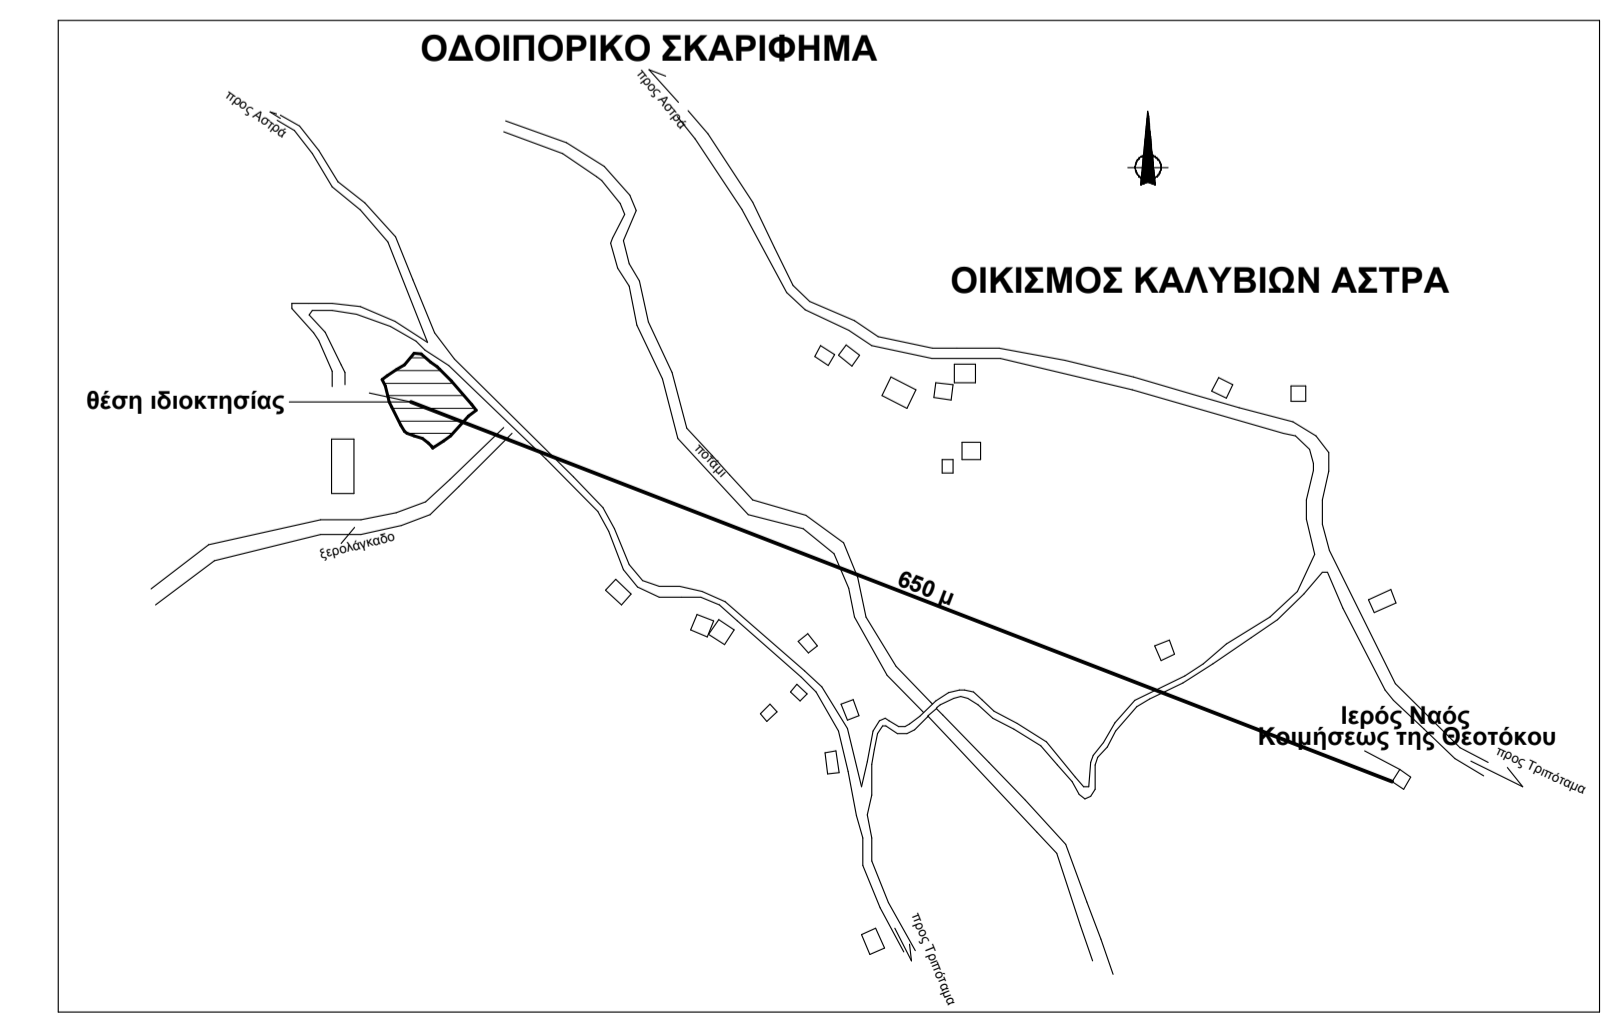 ΟΔΟΙΠΟΡΙΚΟ ΣΚΑΡΙΦΗΜΑ
προς Αστρά
προς Αστρά
ΟΙΚΙΣΜΟΣ ΚΑΛΥΒΙΩΝ ΑΣΤΡΑ
θέση ιδιοκτησίας
ποτάμι
ξερολάγκαδο
650 μ
Ιερός Ναός
Κοιμήσεως της Θεοτόκου
προς Τριπόταμα
προς Τριπόταμα